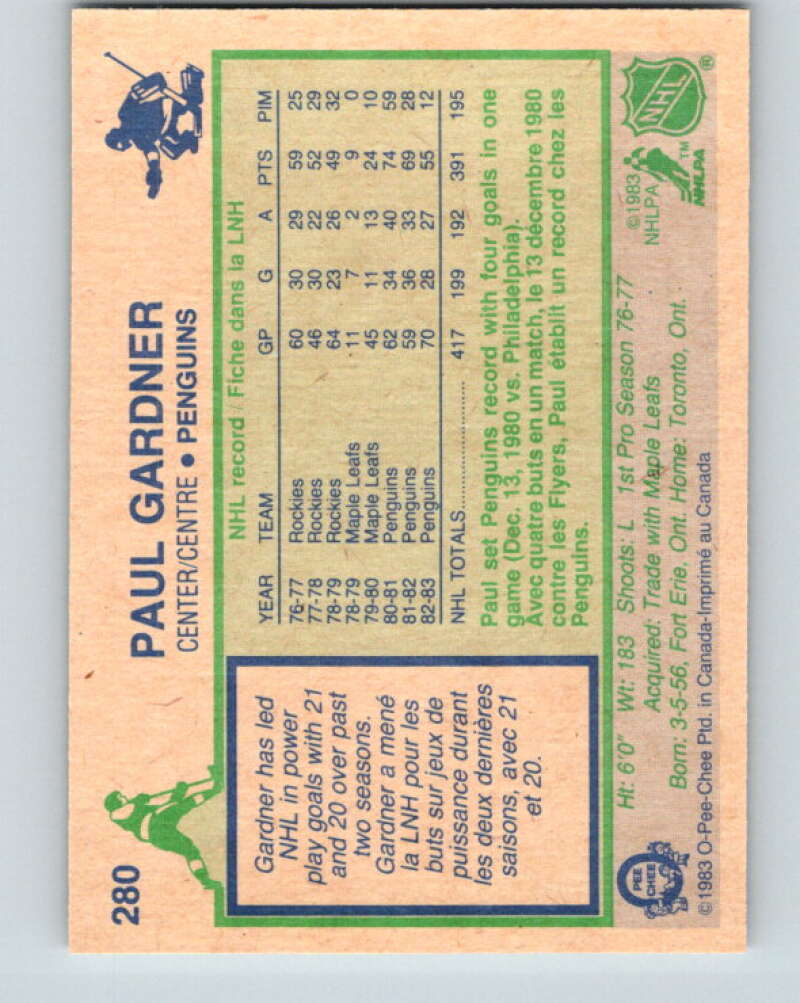 280
PAUL GARDNER
CENTER/CENTRE • PENGUINS
Gardner has led
NHL in power
play goals with 21
and 20 over past
two seasons.
Gardner a mené
la LNH pour les
buts sur jeux de
puissance durant
les deux dernières
saisons, avec 21
et 20.
NHL record / Fiche dans la LNH
YEAR TEAM GP G A PTS PIM
76-77 Rockies 60 30 29 59 25
77-78 Rockies 46 30 22 52 29
78-79 Rockies 64 23 26 49 32
78-79 Maple Leafs 11 7 2 9 0
79-80 Maple Leafs 45 11 13 24 10
80-81 Penguins 62 34 40 74 59
81-82 Penguins 59 36 33 69 28
82-83 Penguins 70 28 27 55 12
NHL TOTALS 417 199 192 391 195
Paul set Penguins record with four goals in one
game (Dec. 13, 1980 vs. Philadelphia).
Avec quatre buts en un match, le 13 décembre 1980
contre les Flyers, Paul établit un record chez les
Penguins.
Ht: 6'0" Wt: 183 Shoots: L 1st Pro Season 76-77
Acquired: Trade with Maple Leafs
Born: 3-5-56, Fort Erie, Ont. Home: Toronto, Ont.
©1983 O-Pee-Chee Ptd. in Canada-Imprimé au Canada
O
PEE
CHEE
©1983
NHLPA
NHL
®
TM
NHLPA